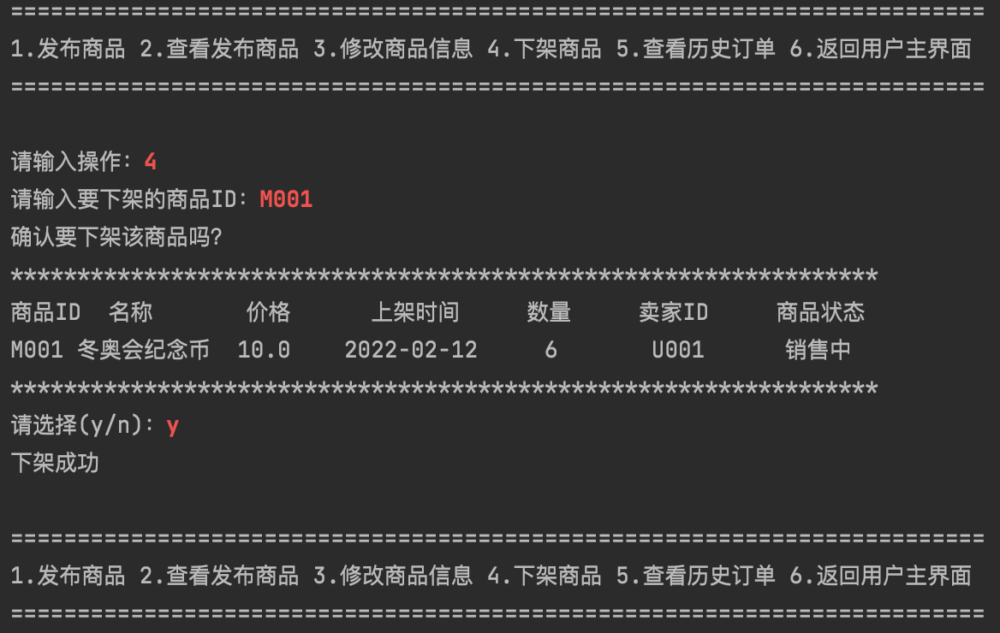 =========================================================================
1.发布商品 2.查看发布商品 3.修改商品信息 4.下架商品 5.查看历史订单 6.返回用户主界面
=========================================================================
请输入操作：4
请输入要下架的商品ID：M001
确认要下架该商品吗？
*****************************************************************
商品ID 名称 价格 上架时间 数量 卖家ID 商品状态
M001 冬奥会纪念币 10.0 2022-02-12 6 U001 销售中
*****************************************************************
请选择(y/n)：y
下架成功
=========================================================================
1.发布商品 2.查看发布商品 3.修改商品信息 4.下架商品 5.查看历史订单 6.返回用户主界面
=========================================================================